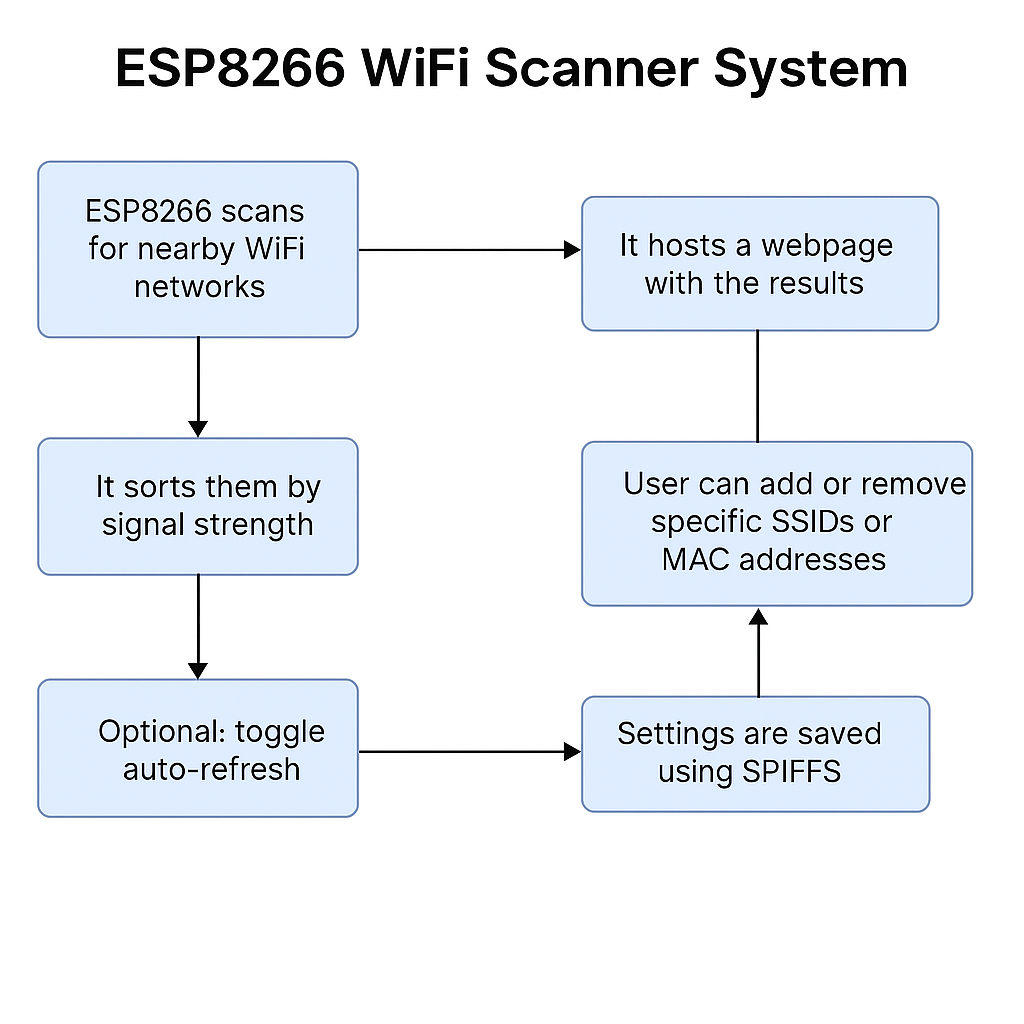 ESP8266 WiFi Scanner System
ESP8266 scans
for nearby WiFi
networks
It hosts a webpage
with the results
It sorts them by
signal strength
User can add or remove
specific SSIDs or
MAC addresses
Optional: toggle
auto-refresh
Settings are saved
using SPIFFS